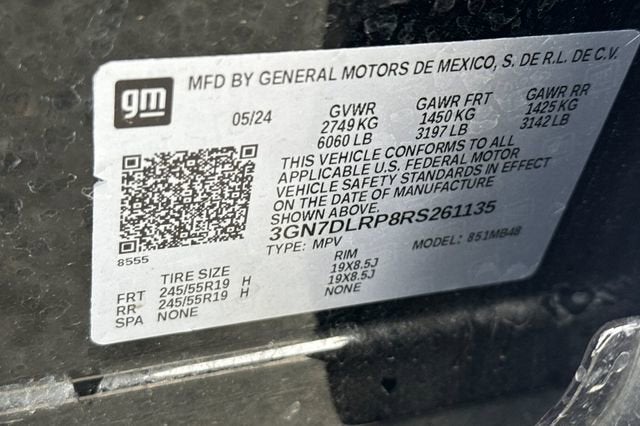 gm
MFD BY GENERAL MOTORS DE MEXICO, S. DE R.L. DE C.V.
05/24
GVWR
2749 KG
6060 LB
GAWR FRT
1450 KG
3197 LB
GAWR RR
1425 KG
3142 LB
THIS VEHICLE CONFORMS TO ALL
APPLICABLE U.S. FEDERAL MOTOR
VEHICLE SAFETY STANDARDS IN EFFECT
ON THE DATE OF MANUFACTURE
SHOWN ABOVE.
3GN7DLRP8RS261135
TYPE: MPV
MODEL: 851MB48
8555
TIRE SIZE
RIM
FRT 245/55R19 H 19X8.5J
RR 245/55R19 H 19X8.5J
SPA NONE NONE